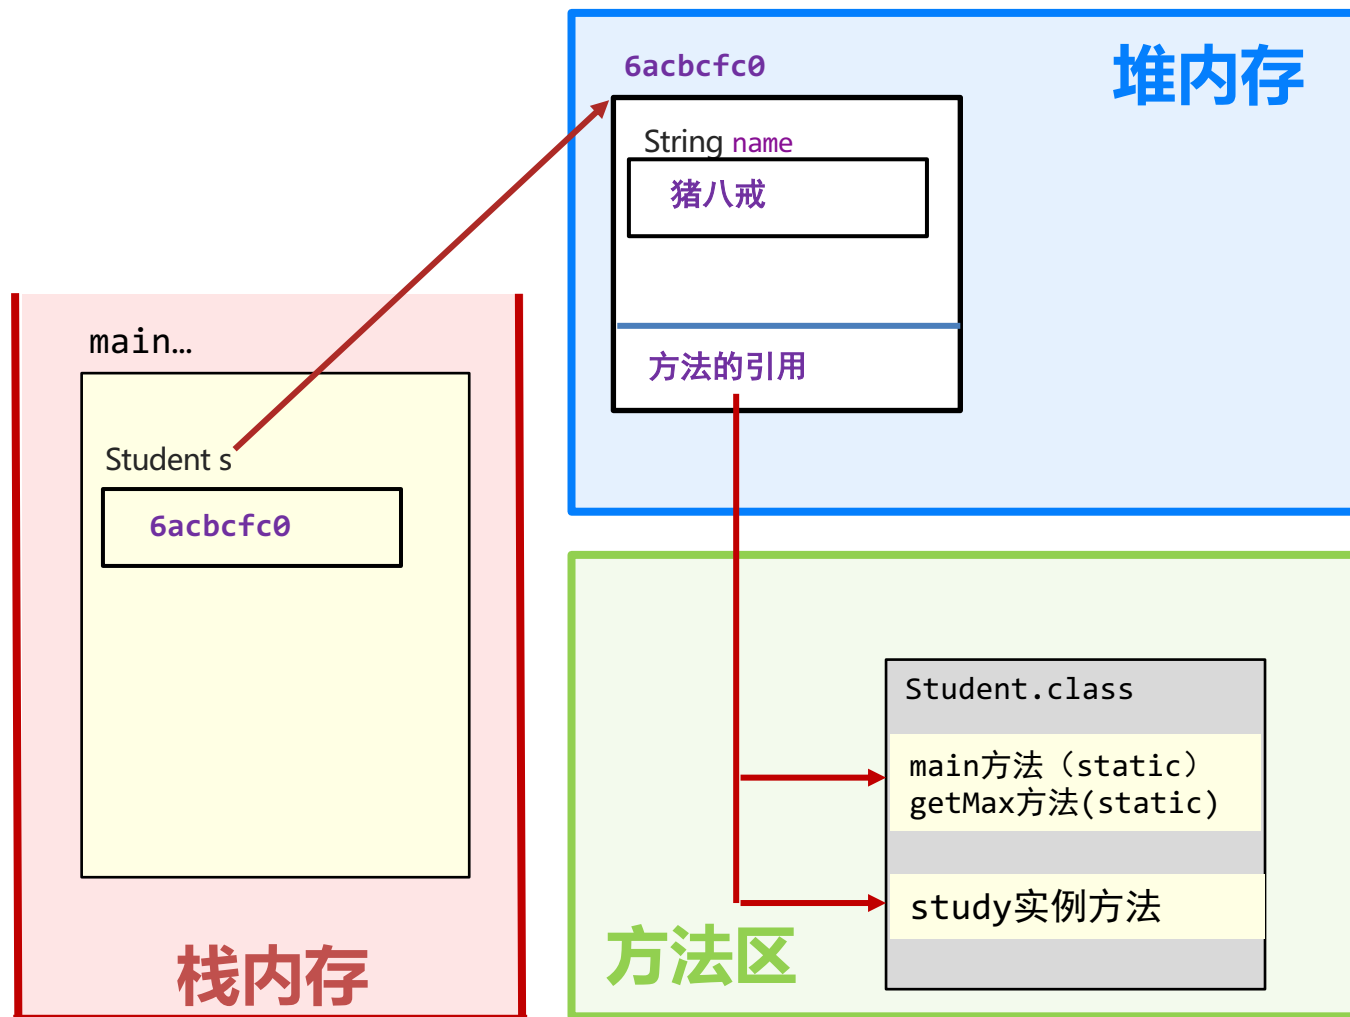 6acbcfc0
堆内存
String name
猪八戒
方法的引用
main…
Student s
6acbcfc0
栈内存
Student.class
main方法（static）
getMax方法(static)
study实例方法
方法区